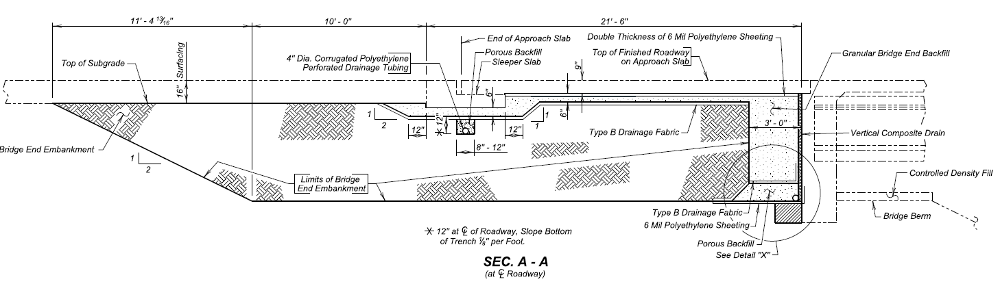 11' - 4 13/16"
10' - 0"
21' - 6"
End of Approach Slab
Double Thickness of 6 Mil Polyethylene Sheeting
Porous Backfill
Sleeper Slab
Top of Finished Roadway
on Approach Slab
Granular Bridge End Backfill
4" Dia. Corrugated Polyethylene
Perforated Drainage Tubing
Top of Subgrade
16" Surfacing
9"
6"
6"
1
2
1
1
12"
12"
12"
8" - 12"
3' - 0"
Type B Drainage Fabric
Vertical Composite Drain
Bridge End Embankment
1
2
Limits of Bridge
End Embankment
Controlled Density Fill
Type B Drainage Fabric
6 Mil Polyethylene Sheeting
Bridge Berm
Porous Backfill
See Detail "X"
* 12" at ℄ of Roadway, Slope Bottom
of Trench 1/8" per Foot.
SEC. A - A
(at ℄ Roadway)